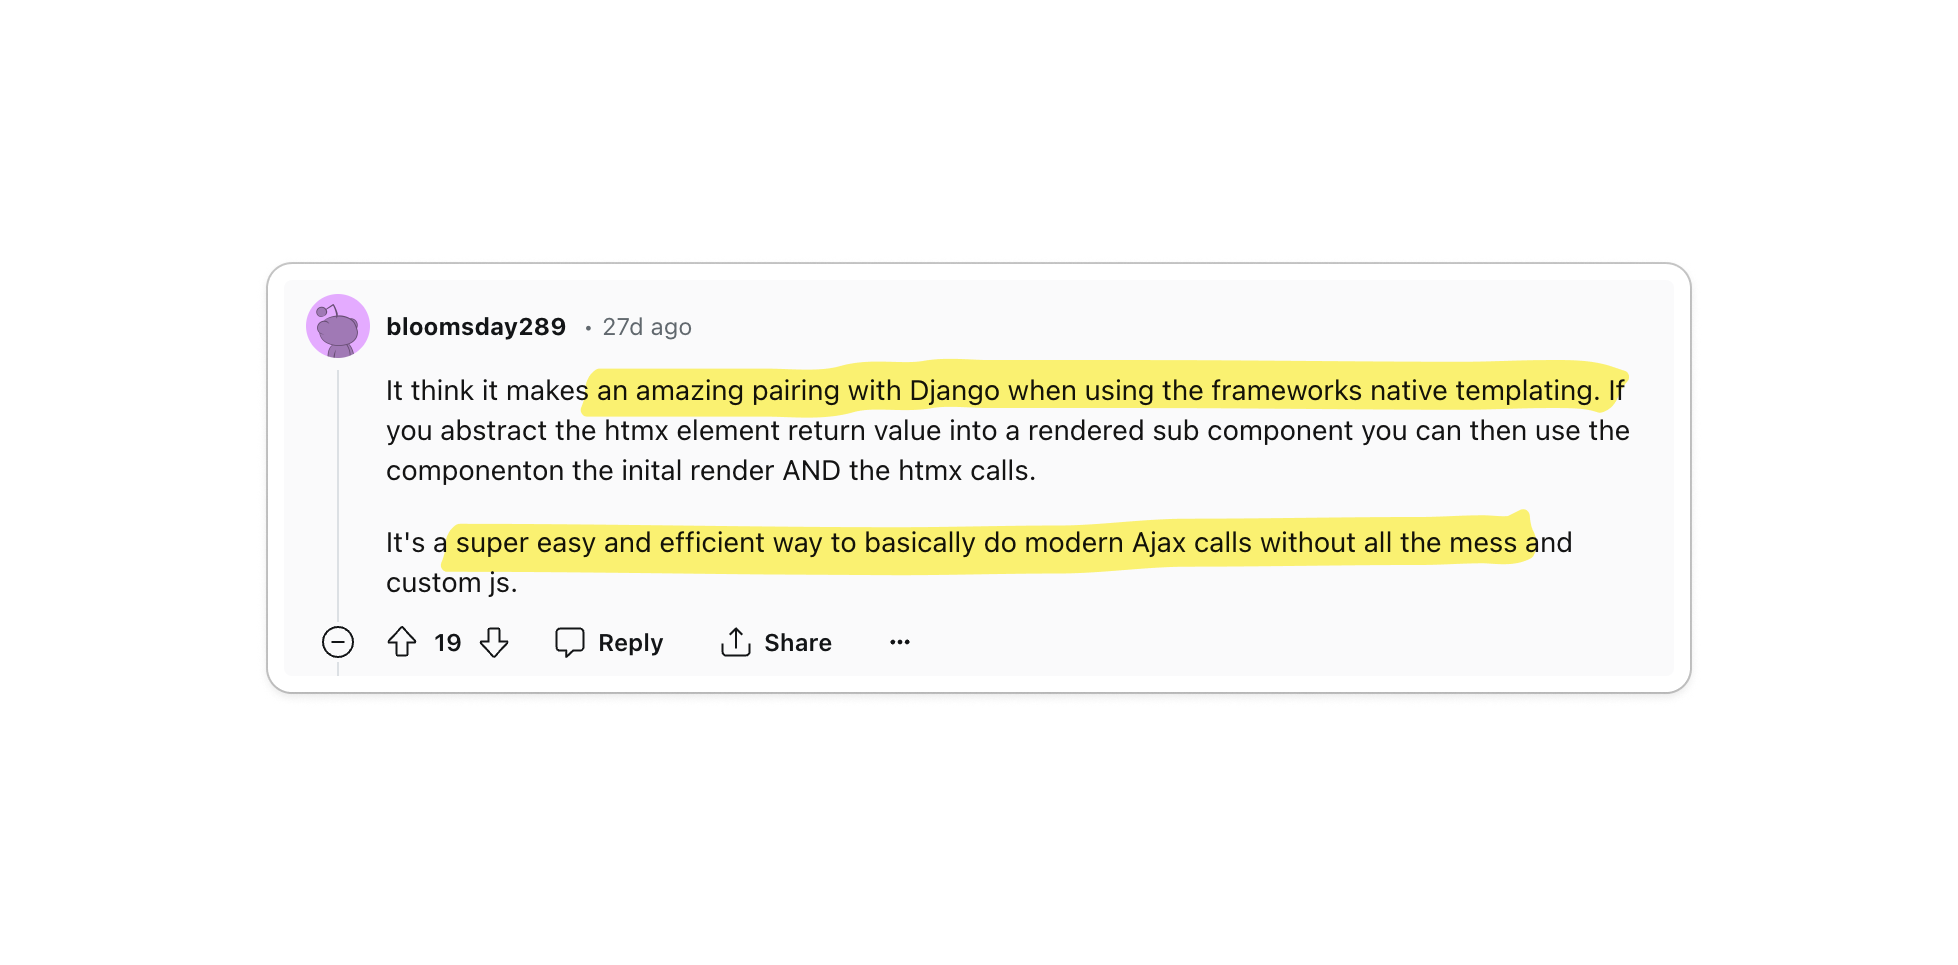 bloomsday289 • 27d ago
It think it makes an amazing pairing with Django when using the frameworks native templating. If
you abstract the htmx element return value into a rendered sub component you can then use the
componenton the inital render AND the htmx calls.
It's a super easy and efficient way to basically do modern Ajax calls without all the mess and
custom js.
19 Reply Share